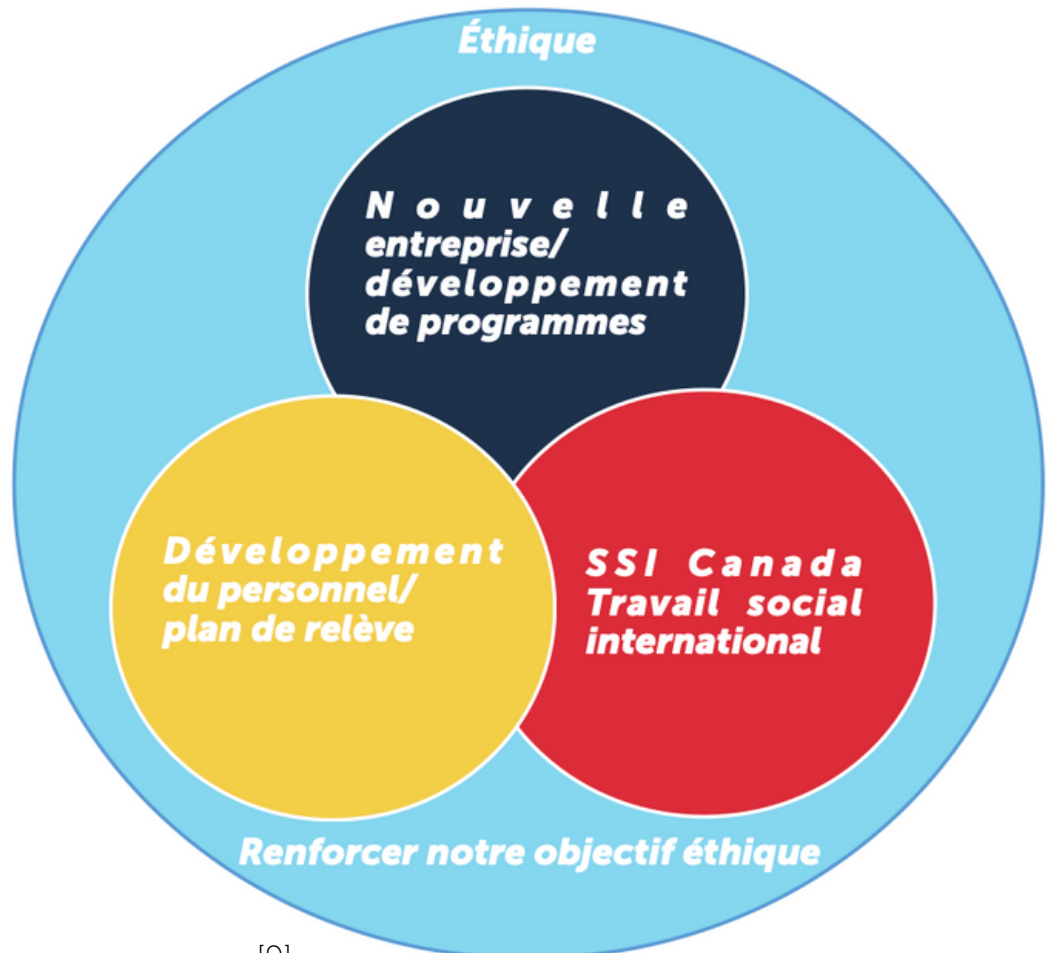 Éthique
Nouvelle
entreprise/
développement
de programmes
Développement
du personnel/
plan de relève
SSI Canada
Travail social
international
Renforcer notre objectif éthique